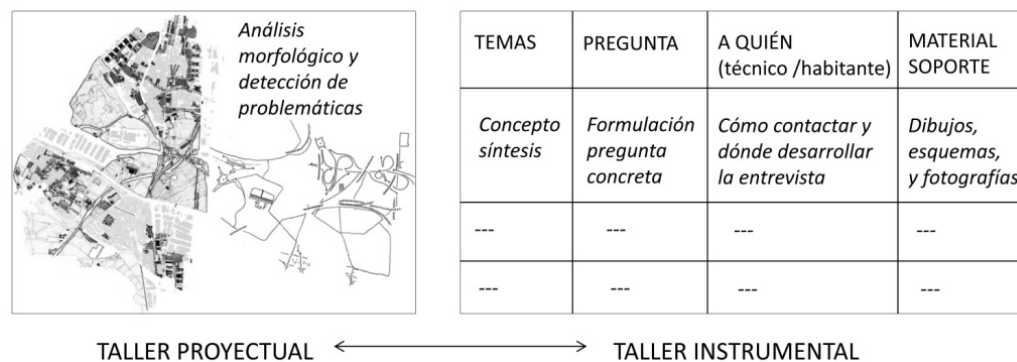 Análisis
morfológico y
detección de
problemáticas
TEMAS
PREGUNTA
A QUIÉN
(técnico /habitante)
MATERIAL
SOPORTE
Concepto
síntesis
Formulación
pregunta
concreta
Cómo contactar y
dónde desarrollar
la entrevista
Dibujos,
esquemas,
y fotografías
--- --- --- ---
--- --- --- ---
TALLER PROYECTUAL
TALLER INSTRUMENTAL